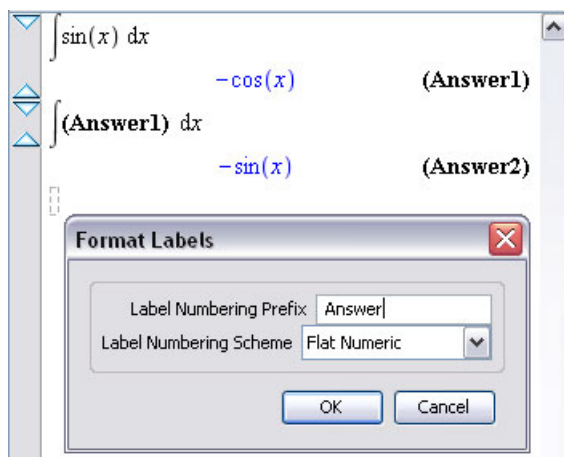 ∫sin(x) dx
−cos(x) (Answer1)
∫(Answer1) dx
−sin(x) (Answer2)
Format Labels
Label Numbering Prefix Answer
Label Numbering Scheme Flat Numeric
OK Cancel